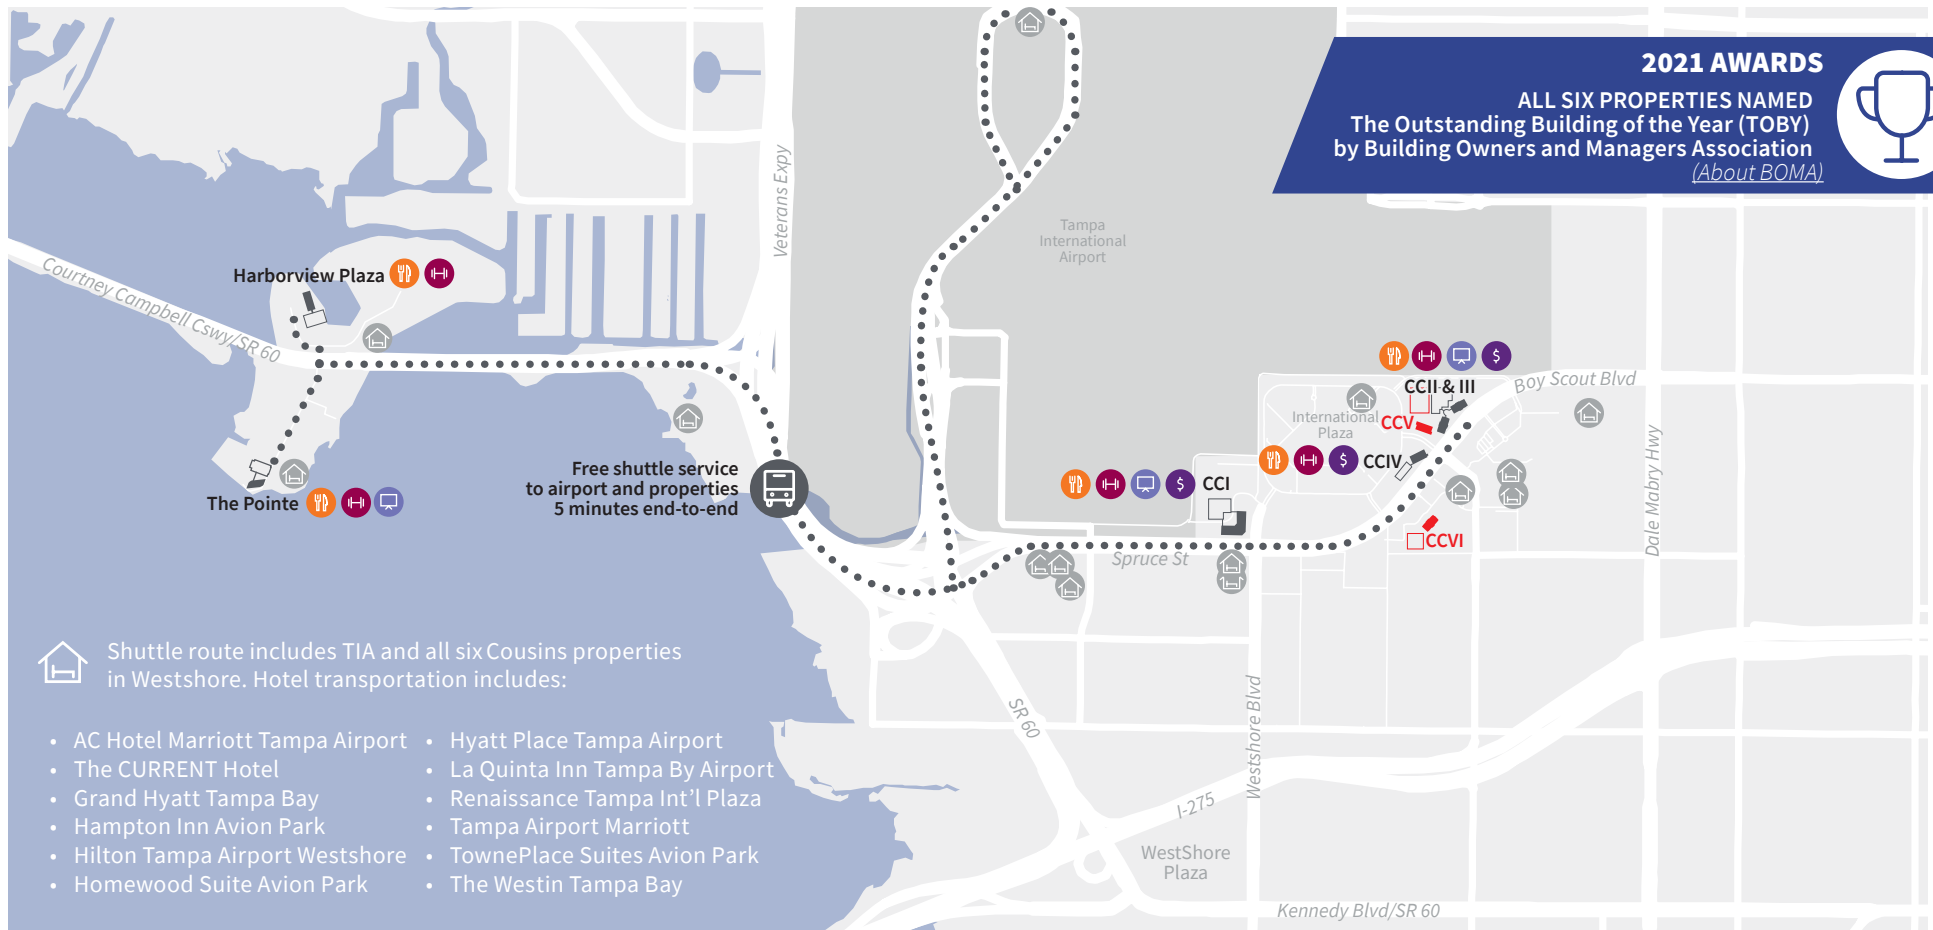 2021 AWARDS
ALL SIX PROPERTIES NAMED
The Outstanding Building of the Year (TOBY)
by Building Owners and Managers Association
(About BOMA)
Veterans Expy
Tampa
International
Airport
Courtney Campbell Cswy/SR 60
Harborview Plaza
The Pointe
Free shuttle service
to airport and properties
5 minutes end-to-end
CCII & III
Boy Scout Blvd
International
Plaza
CCV
CCIV
CCI
$
$
$
CCVI
Spruce St
Dale Mabry Hwy
Westshore Blvd
SR 60
I-275
WestShore
Plaza
Kennedy Blvd/SR 60
Shuttle route includes TIA and all six Cousins properties
in Westshore. Hotel transportation includes:
• AC Hotel Marriott Tampa Airport
• The CURRENT Hotel
• Grand Hyatt Tampa Bay
• Hampton Inn Avion Park
• Hilton Tampa Airport Westshore
• Homewood Suite Avion Park
• Hyatt Place Tampa Airport
• La Quinta Inn Tampa By Airport
• Renaissance Tampa Int’l Plaza
• Tampa Airport Marriott
• TownePlace Suites Avion Park
• The Westin Tampa Bay